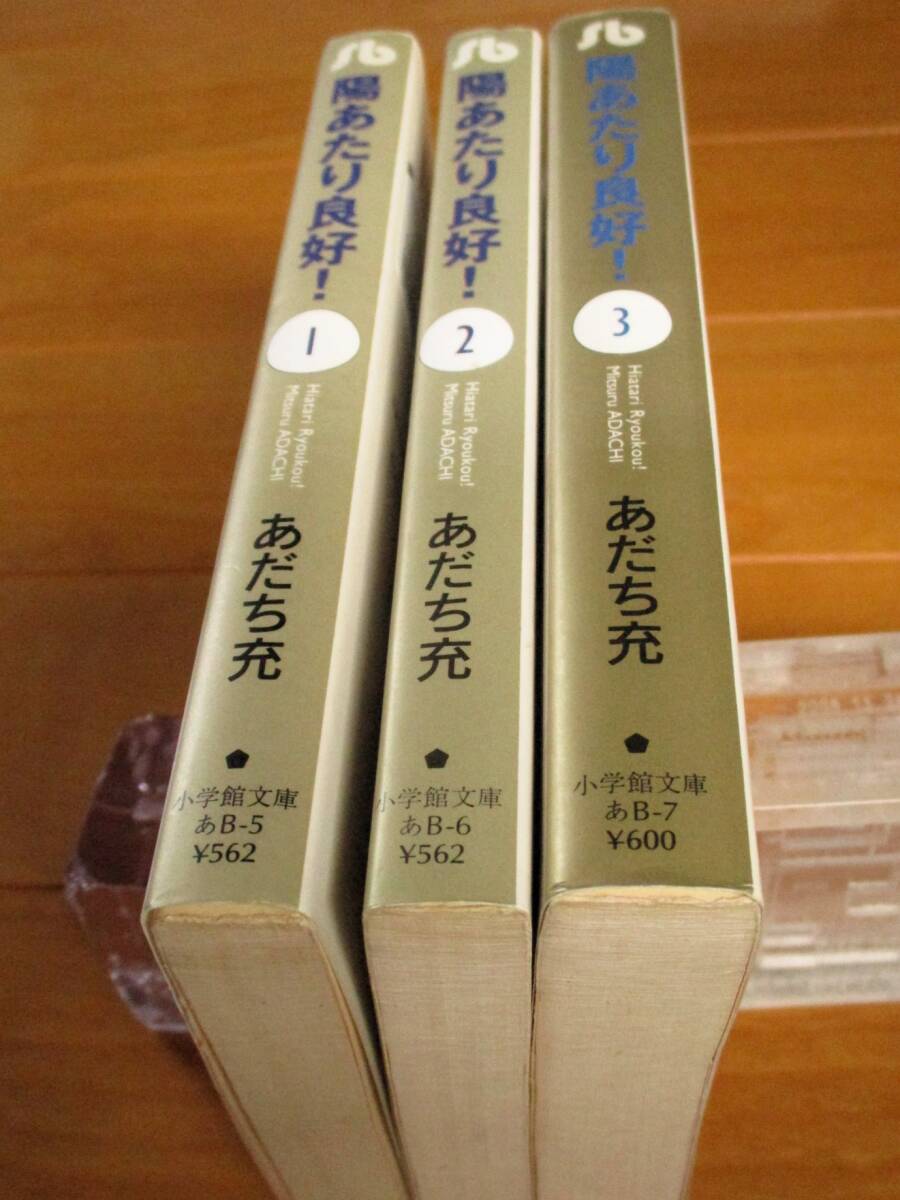 sb
陽あたり良好!
1
Hiatari Ryoukou!
Mitsuru ADACHI
あだち充
小学館文庫
あB-5
¥562
sb
陽あたり良好!
2
Hiatari Ryoukou!
Mitsuru ADACHI
あだち充
小学館文庫
あB-6
¥562
sb
陽あたり良好!
3
Hiatari Ryoukou!
Mitsuru ADACHI
あだち充
小学館文庫
あB-7
¥600